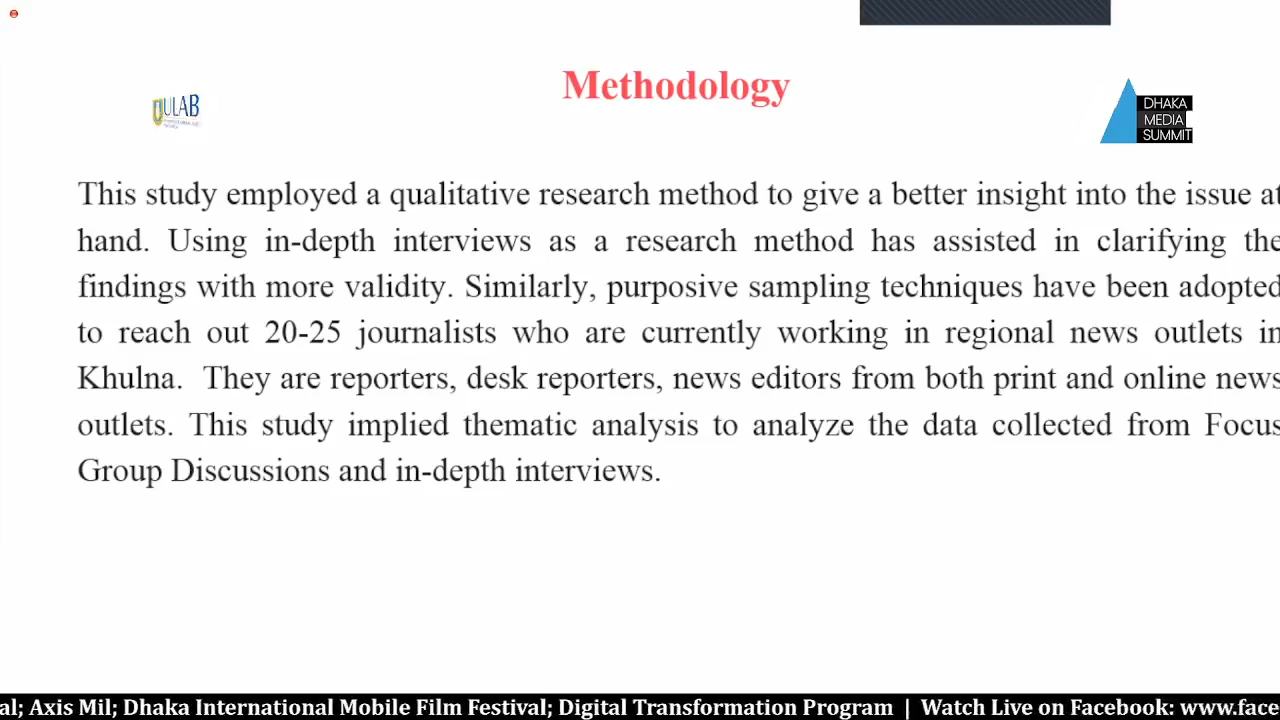 Methodology
ULAB
DHAKA
MEDIA
SUMMIT
This study employed a qualitative research method to give a better insight into the issue at
hand. Using in-depth interviews as a research method has assisted in clarifying the
findings with more validity. Similarly, purposive sampling techniques have been adopted
to reach out 20-25 journalists who are currently working in regional news outlets in
Khulna. They are reporters, desk reporters, news editors from both print and online news
outlets. This study implied thematic analysis to analyze the data collected from Focus
Group Discussions and in-depth interviews.
al; Axis Mil; Dhaka International Mobile Film Festival; Digital Transformation Program | Watch Live on Facebook: www.face